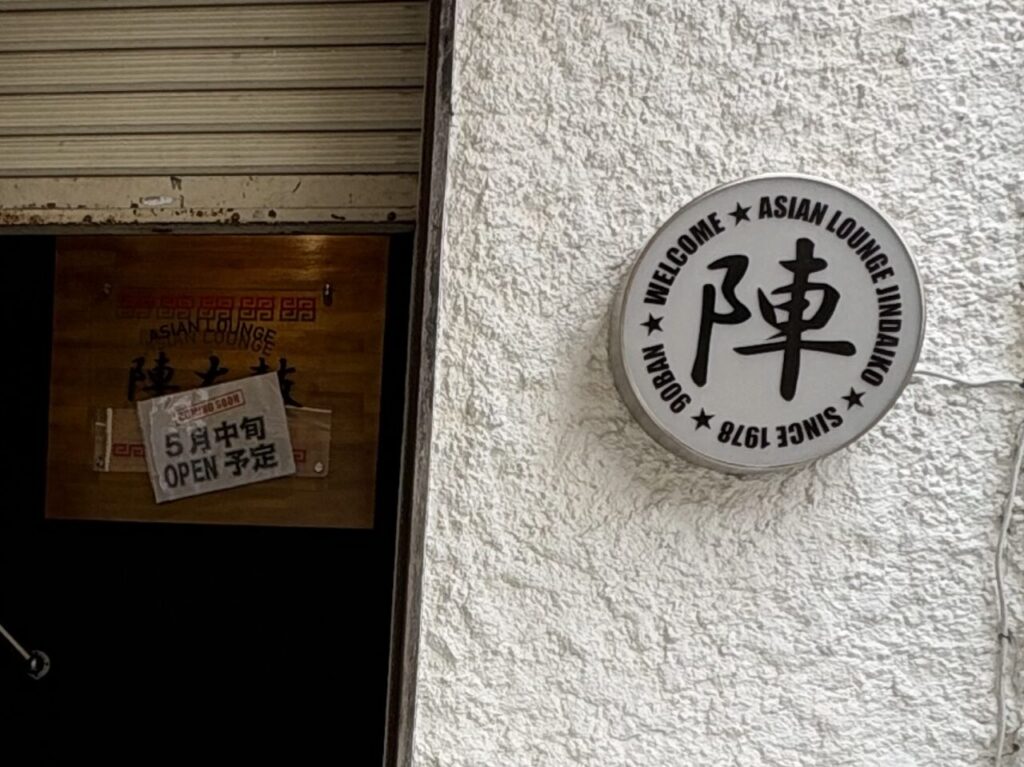 ASIAN LOUNGE
陣太鼓
COMING SOON
5月中旬
OPEN 予定
WELCOME ★ ASIAN LOUNGE JINDAIKO ★ SINCE 1978 ★ 90BAN ★
陣